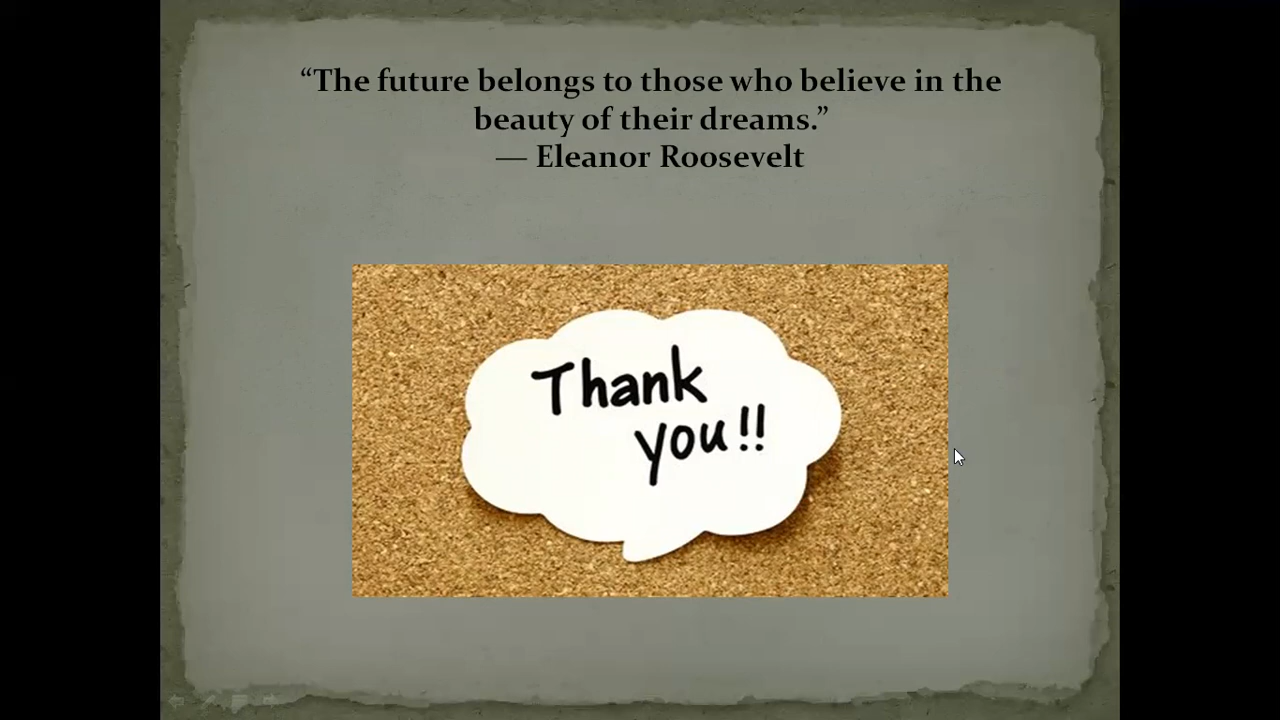 “The future belongs to those who believe in the
beauty of their dreams.”
— Eleanor Roosevelt
Thank
you!!